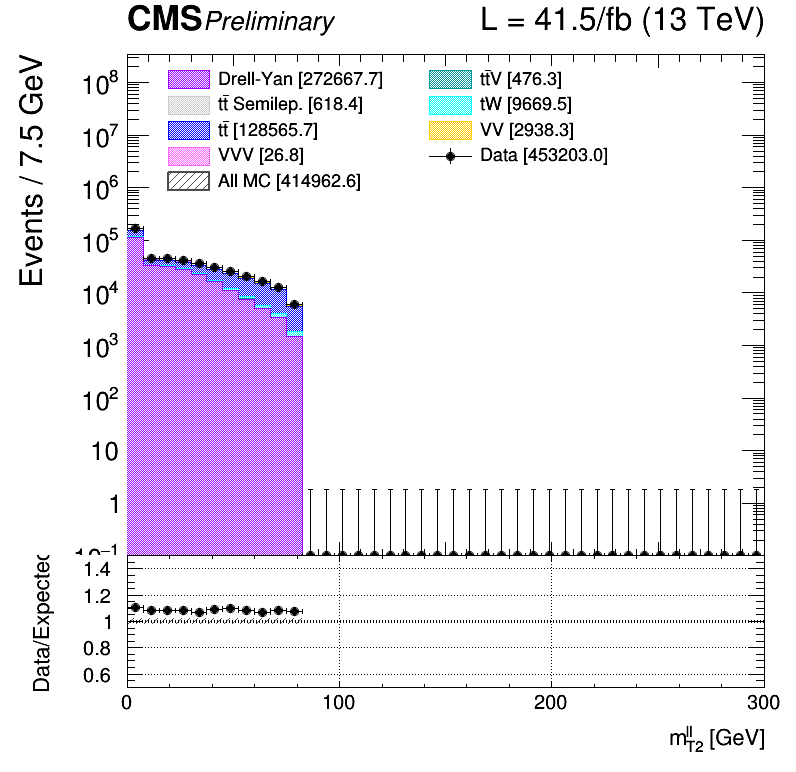 CMS Preliminary L = 41.5/fb (13 TeV)
Events / 7.5 GeV
Drell-Yan [272667.7]
tt̄ Semilep. [618.4]
tt̄ [128565.7]
VVV [26.8]
All MC [414962.6]
tt̄V [476.3]
tW [9669.5]
VV [2938.3]
Data [453203.0]
10⁸
10⁷
10⁶
10⁵
10⁴
10³
10²
10
1
10⁻¹
Data/Expected
1.4
1.2
1
0.8
0.6
0 100 200 300
m_T2^ll [GeV]